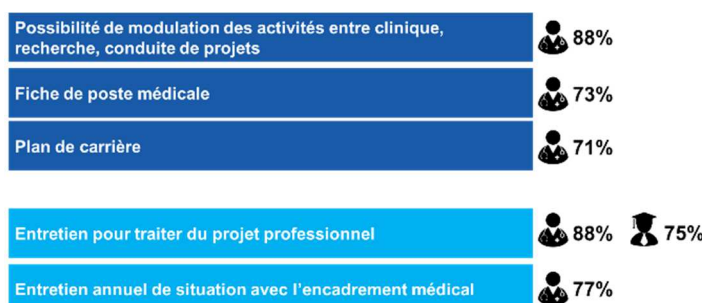 Possibilité de modulation des activités entre clinique,
recherche, conduite de projets
88%
Fiche de poste médicale
73%
Plan de carrière
71%
Entretien pour traiter du projet professionnel
88%
75%
Entretien annuel de situation avec l'encadrement médical
77%